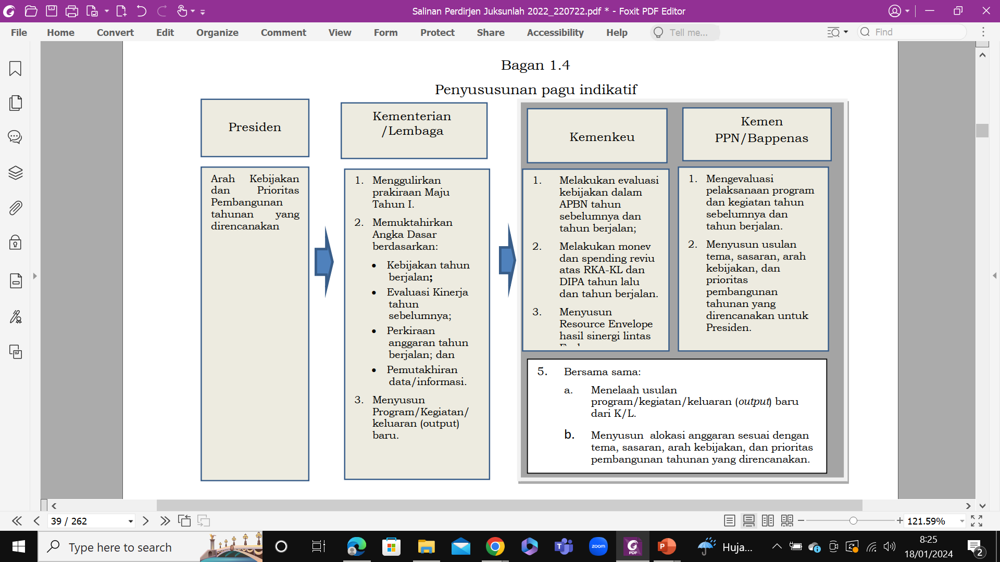 Salinan Perdirjen Juksunlah 2022_220722.pdf * - Foxit PDF Editor
File Home Convert Edit Organize Comment View Form Protect Share Accessibility Help Tell me... Find
Bagan 1.4
Penyususunan pagu indikatif
Presiden
Arah Kebijakan
dan Prioritas
Pembangunan
tahunan yang
direncanakan
Kementerian
/Lembaga
1. Menggulirkan
prakiraan Maju
Tahun I.
2. Memuktahirkan
Angka Dasar
berdasarkan:
• Kebijakan tahun
berjalan;
• Evaluasi Kinerja
tahun
sebelumnya;
• Perkiraan
anggaran tahun
berjalan; dan
• Pemutakhiran
data/informasi.
3. Menyusun
Program/Kegiatan/
keluaran (output)
baru.
Kemenkeu
1. Melakukan evaluasi
kebijakan dalam
APBN tahun
sebelumnya dan
tahun berjalan;
2. Melakukan monev
dan spending reviu
atas RKA-KL dan
DIPA tahun lalu
dan tahun berjalan.
3. Menyusun
Resource Envelope
hasil sinergi lintas
Kemen
PPN/Bappenas
1. Mengevaluasi
pelaksanaan program
dan kegiatan tahun
sebelumnya dan
tahun berjalan.
2. Menyusun usulan
tema, sasaran, arah
kebijakan, dan
prioritas
pembangunan
tahunan yang
direncanakan untuk
Presiden.
5. Bersama sama:
a. Menelaah usulan
program/kegiatan/keluaran (output) baru
dari K/L.
b. Menyusun alokasi anggaran sesuai dengan
tema, sasaran, arah kebijakan, dan prioritas
pembangunan tahunan yang direncanakan.
39 / 262
121.59%
Type here to search
zoom
PDF
P
Huja...
8:25
18/01/2024
2